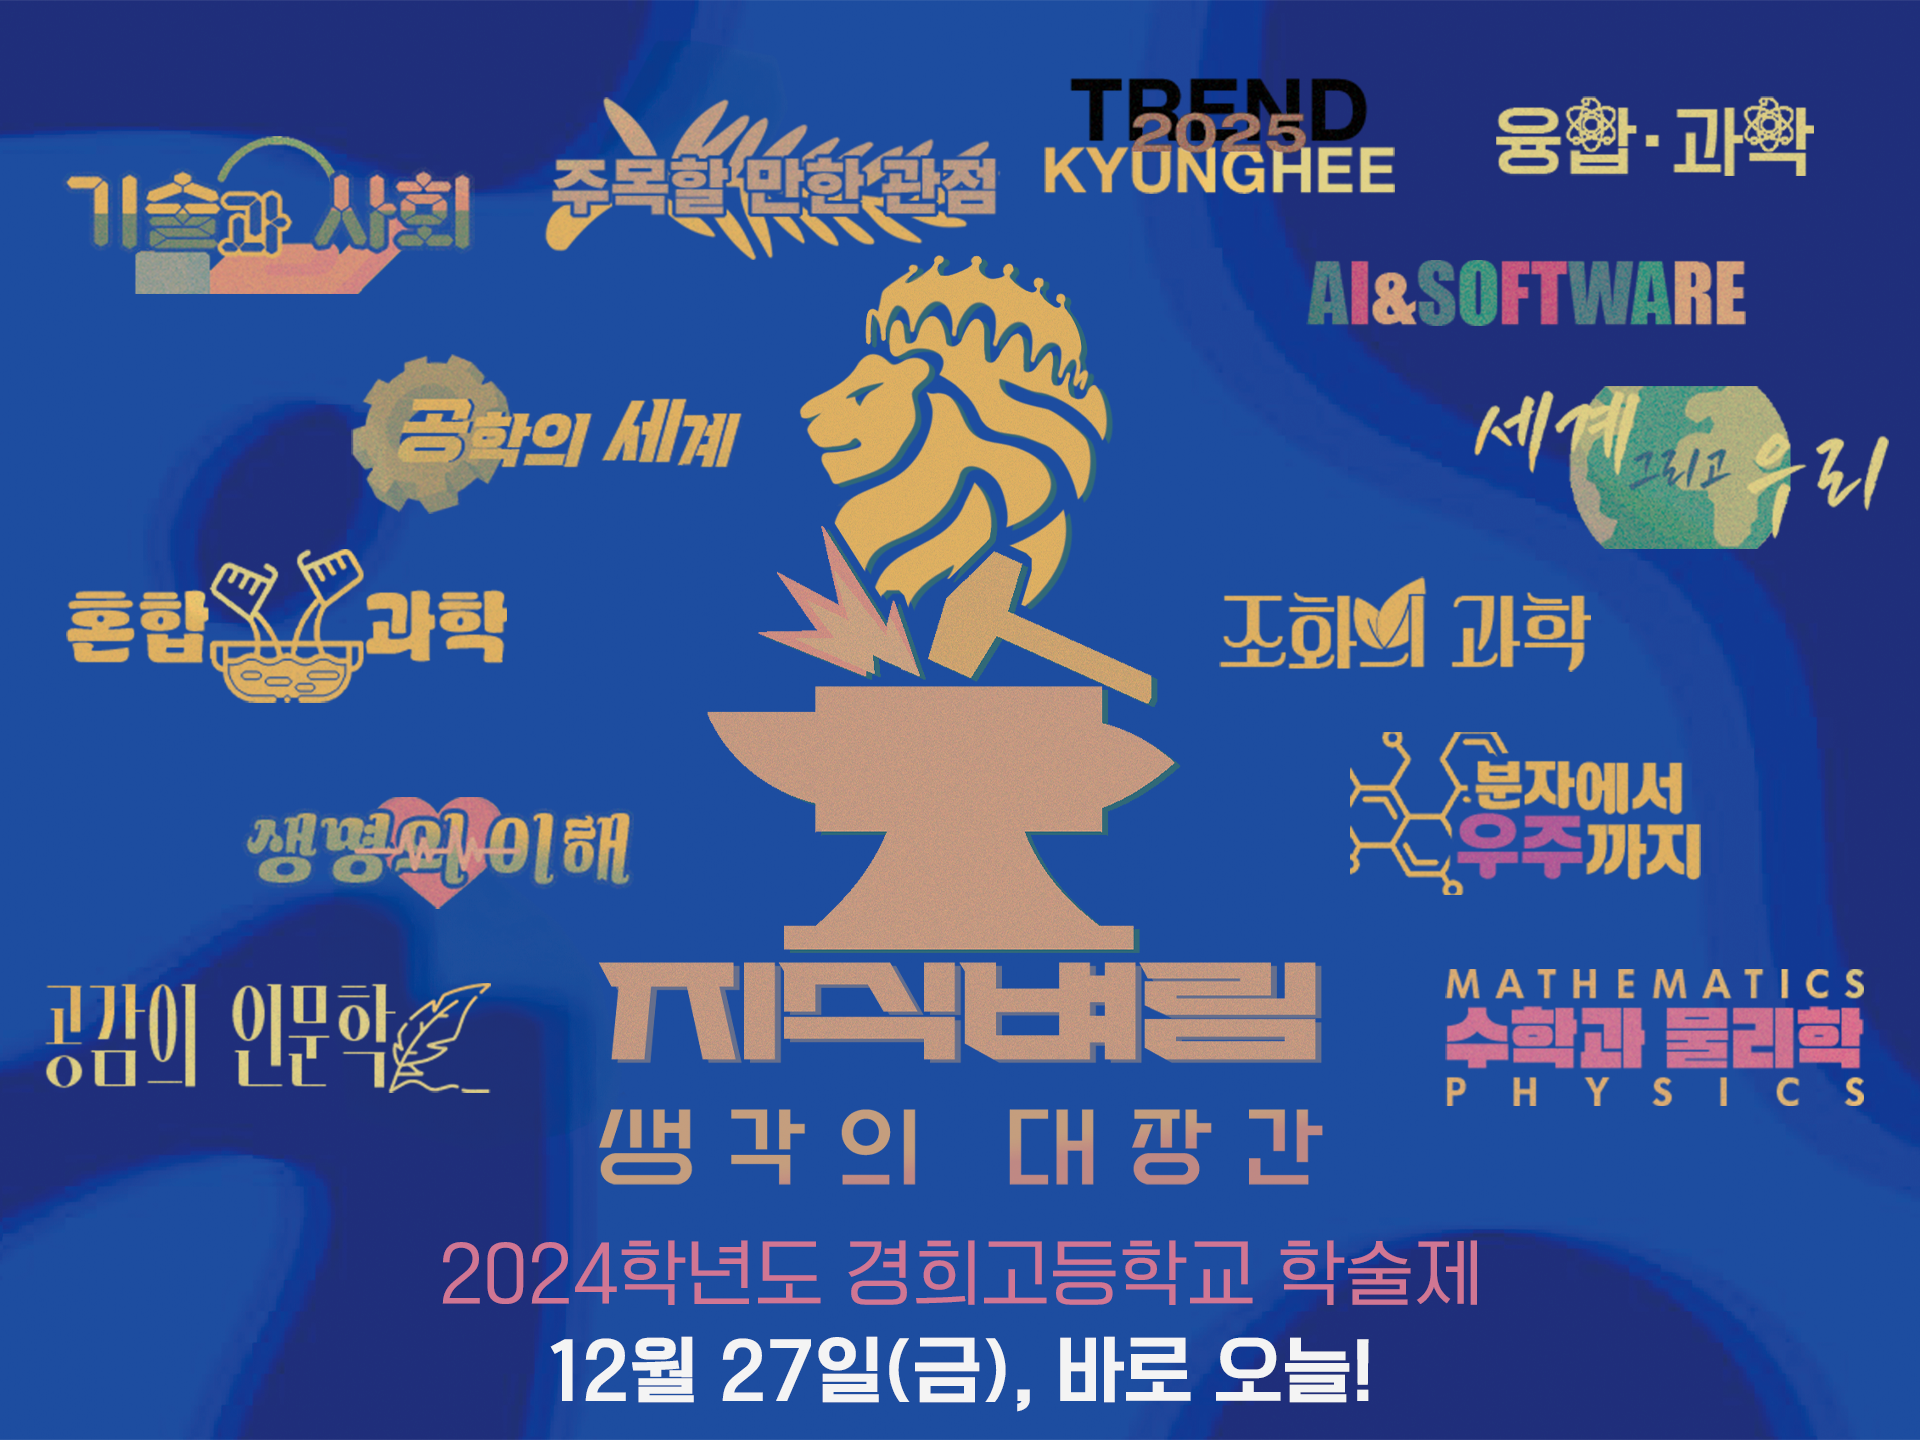 기술과 사회
주목할 만한 관점
TREND
2025
KYUNGHEE
융합·과학
AI&SOFTWARE
공학의 세계
세계 그리고 우리
혼합 과학
조화의 과학
분자에서
우주까지
생명의 이해
공감의 인문학
MATHEMATICS
수학과 물리학
PHYSICS
지식벼림
생각의 대장간
2024학년도 경희고등학교 학술제
12월 27일(금), 바로 오늘!